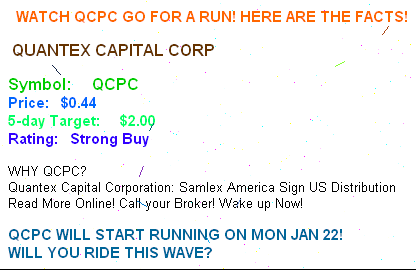 WATCH QCPC GO FOR A RUN! HERE ARE THE FACTS!
QUANTEX CAPITAL CORP
Symbol: QCPC
Price: $0.44
5-day Target: $2.00
Rating: Strong Buy
WHY QCPC?
Quantex Capital Corporation: Samlex America Sign US Distribution
Read More Online! Call your Broker! Wake up Now!
QCPC WILL START RUNNING ON MON JAN 22!
WILL YOU RIDE THIS WAVE?